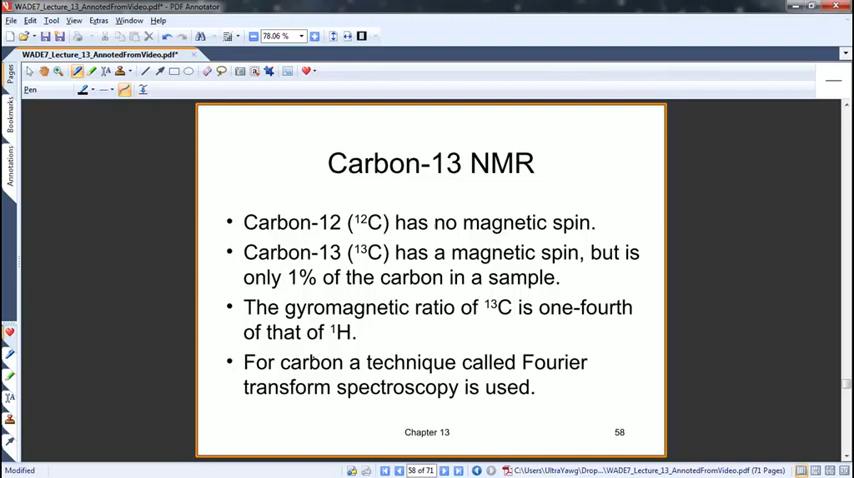 WADE7_Lecture_13_AnnotatedFromVideo.pdf* - PDF Annotator
File Edit Tool View Extras Window Help
78.06 %
WADE7_Lecture_13_AnnotatedFromVideo.pdf*
Pen
Pages
Bookmarks
Annotations
Carbon-13 NMR
• Carbon-12 (¹²C) has no magnetic spin.
• Carbon-13 (¹³C) has a magnetic spin, but is
only 1% of the carbon in a sample.
• The gyromagnetic ratio of ¹³C is one-fourth
of that of ¹H.
• For carbon a technique called Fourier
transform spectroscopy is used.
Chapter 13 58
Modified
58 of 71
C:\Users\UltraYawg\Drop...\WADE7_Lecture_13_AnnotatedFromVideo.pdf (71 Pages)